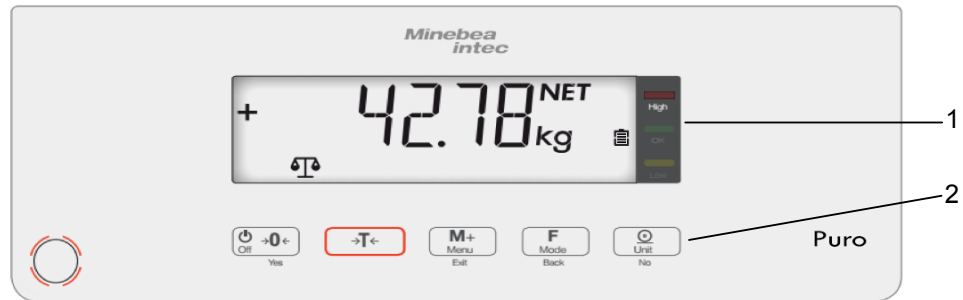 Minebea
intec
+ 42.78 NET
kg
High
OK
Low
1
2
→0← →T← M+ F
Off Menu Mode Unit
Yes Exit Back No
Puro